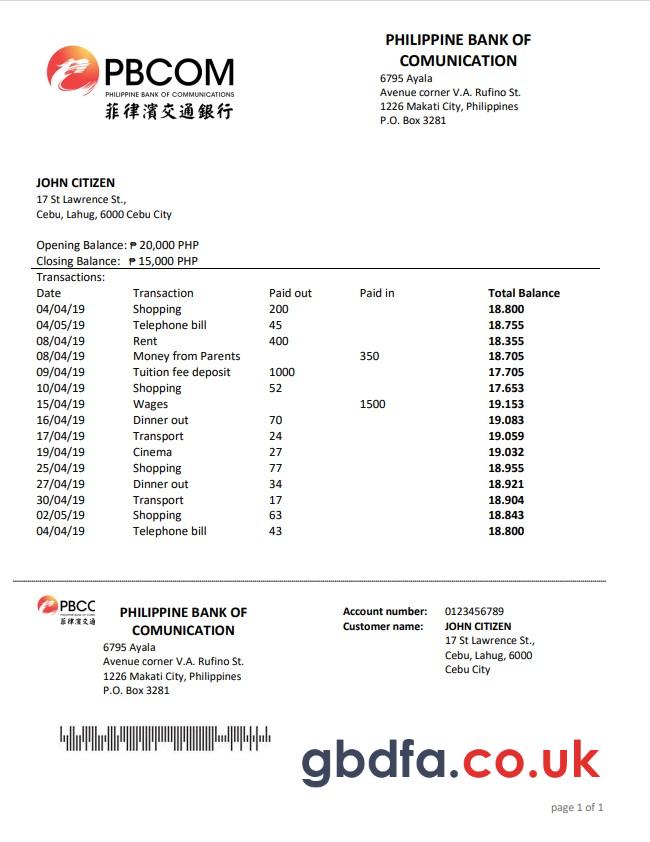 PBCOM
PHILIPPINE BANK OF COMMUNICATIONS
菲律濱交通銀行
PHILIPPINE BANK OF
COMUNICATION
6795 Ayala
Avenue corner V.A. Rufino St.
1226 Makati City, Philippines
P.O. Box 3281
JOHN CITIZEN
17 St Lawrence St.,
Cebu, Lahug, 6000 Cebu City
Opening Balance: ₱ 20,000 PHP
Closing Balance: ₱ 15,000 PHP
Transactions:
Date Transaction Paid out Paid in Total Balance
04/04/19 Shopping 200 18.800
04/05/19 Telephone bill 45 18.755
08/04/19 Rent 400 18.355
08/04/19 Money from Parents 350 18.705
09/04/19 Tuition fee deposit 1000 17.705
10/04/19 Shopping 52 17.653
15/04/19 Wages 1500 19.153
16/04/19 Dinner out 70 19.083
17/04/19 Transport 24 19.059
19/04/19 Cinema 27 19.032
25/04/19 Shopping 77 18.955
27/04/19 Dinner out 34 18.921
30/04/19 Transport 17 18.904
02/05/19 Shopping 63 18.843
04/04/19 Telephone bill 43 18.800
PBCC
菲律濱交通
PHILIPPINE BANK OF
COMUNICATION
6795 Ayala
Avenue corner V.A. Rufino St.
1226 Makati City, Philippines
P.O. Box 3281
Account number: 0123456789
Customer name: JOHN CITIZEN
17 St Lawrence St.,
Cebu, Lahug, 6000
Cebu City
gbdfa.co.uk
page 1 of 1